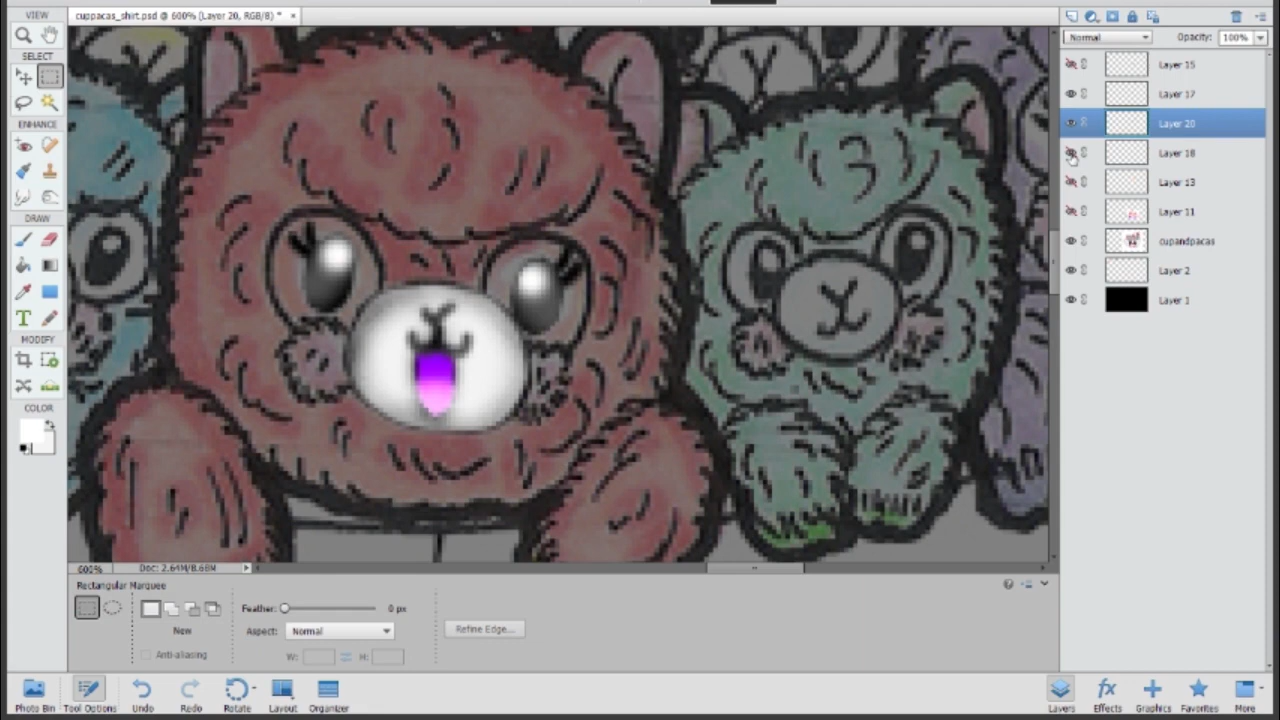 VIEW
cuppacas_shirt.psd @ 600% (Layer 20, RGB/8) * ×
SELECT
ENHANCE
DRAW
T
MODIFY
COLOR
Normal
Opacity: 100%
Layer 15
Layer 17
Layer 20
Layer 18
Layer 13
Layer 11
cupandpacas
Layer 2
Layer 1
600% Doc: 2.64M/8.68M
Rectangular Marquee
New
Feather: 0 px
Aspect: Normal
W: H:
Anti-aliasing
Refine Edge...
Photo Bin Tool Options Undo Redo Rotate Layout Organizer
fx
Layers Effects Graphics Favorites More